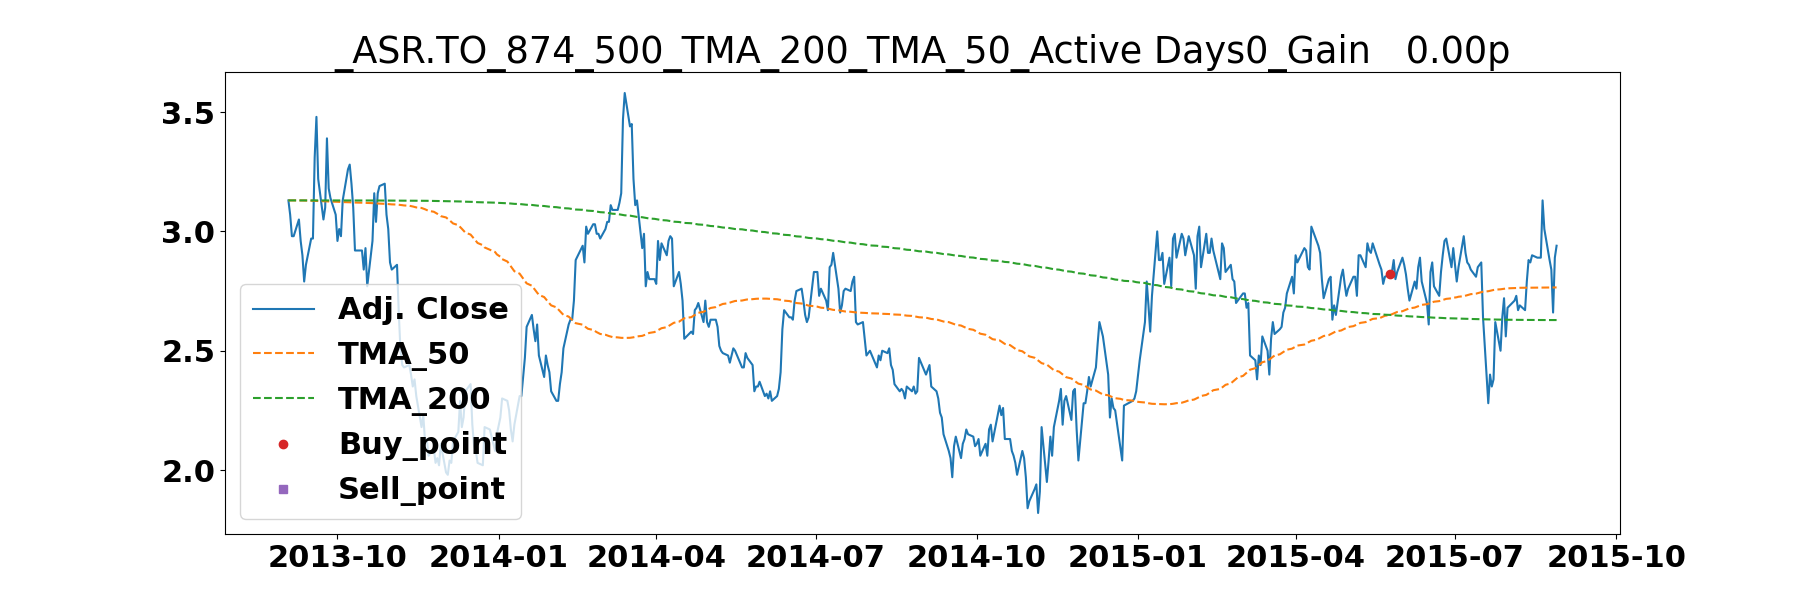 _ASR.TO_874_500_TMA_200_TMA_50_Active Days0_Gain   0.00p
3.5
3.0
2.5
2.0
Adj. Close
TMA_50
TMA_200
Buy_point
Sell_point
2013-10 2014-01 2014-04 2014-07 2014-10 2015-01 2015-04 2015-07 2015-10